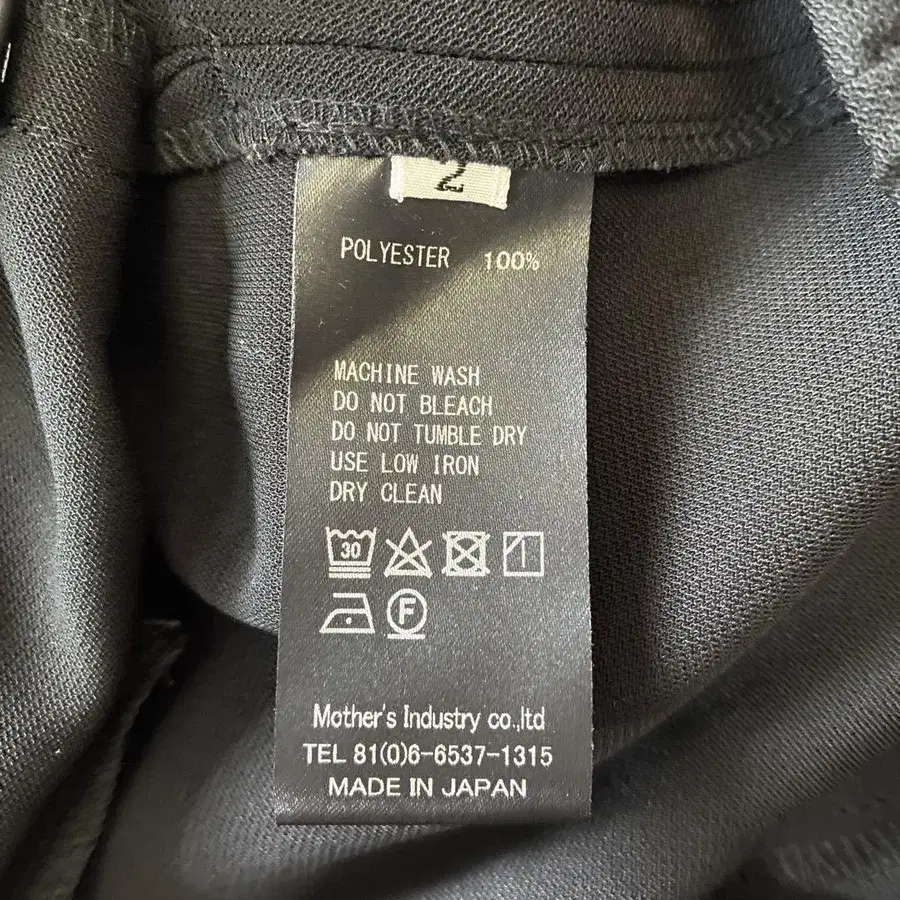 2
POLYESTER 100%
MACHINE WASH
DO NOT BLEACH
DO NOT TUMBLE DRY
USE LOW IRON
DRY CLEAN
30
F
Mother's Industry co.,ltd
TEL 81(0)6-6537-1315
MADE IN JAPAN